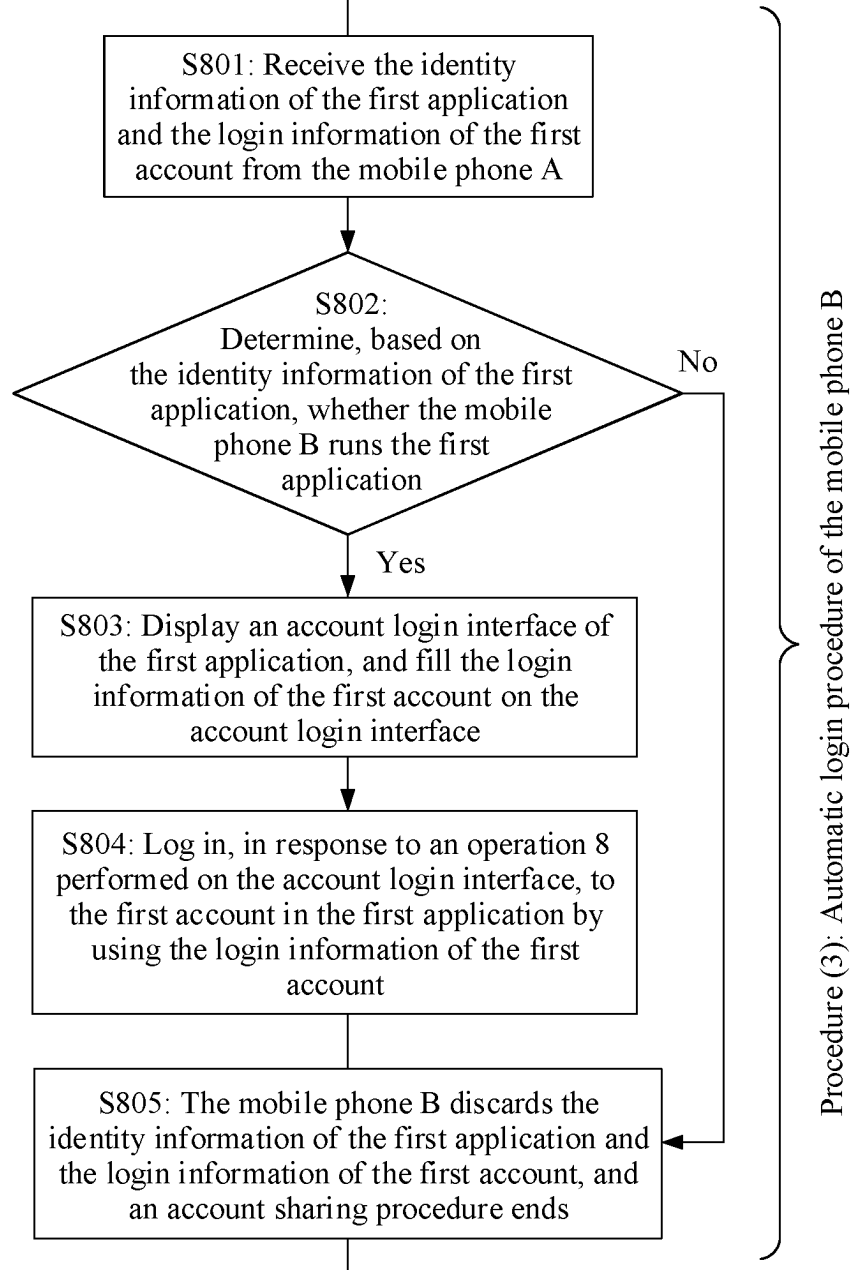 S801: Receive the identity
information of the first application
and the login information of the first
account from the mobile phone A
S802:
Determine, based on
the identity information of the first
application, whether the mobile
phone B runs the first
application
No
Yes
S803: Display an account login interface of
the first application, and fill the login
information of the first account on the
account login interface
S804: Log in, in response to an operation 8
performed on the account login interface, to
the first account in the first application by
using the login information of the first
account
S805: The mobile phone B discards the
identity information of the first application and
the login information of the first account, and
an account sharing procedure ends
Procedure (3): Automatic login procedure of the mobile phone B